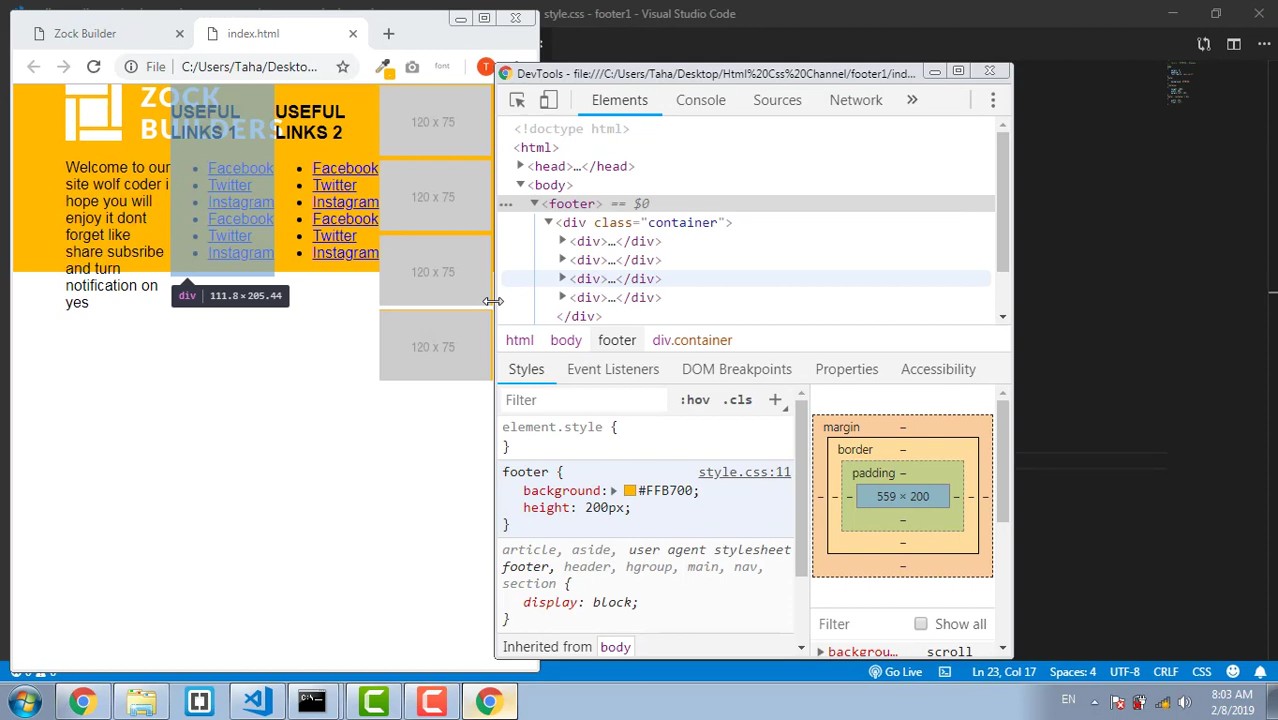 style.css - footer1 - Visual Studio Code
Zock Builder
index.html
File
C:/Users/Taha/Deskto...
font
T
DevTools - file:///C:/Users/Taha/Desktop/Html%20Css%20Channel/footer1/ind...
Elements
Console
Sources
Network
<!doctype html>
<html>
<head>…</head>
<body>
… <footer> == $0
<div class="container">
<div>…</div>
<div>…</div>
<div>…</div>
<div>…</div>
</div>
html body footer div.container
Styles Event Listeners DOM Breakpoints Properties Accessibility
Filter
:hov .cls +
element.style {
}
footer {
style.css:11
background: #FFB700;
height: 200px;
}
article, aside, user agent stylesheet
footer, header, hgroup, main, nav,
section {
display: block;
}
Inherited from body
margin –
border –
padding –
– – – 559 × 200 – – –
–
–
–
Filter Show all
backgrou… scroll
ZOCK
BUILDERS
Welcome to our
site wolf coder i
hope you will
enjoy it dont
forget like
share subsribe
and turn
notification on
yes
USEFUL
LINKS 1
Facebook
Twitter
Instagram
Facebook
Twitter
Instagram
USEFUL
LINKS 2
Facebook
Twitter
Instagram
Facebook
Twitter
Instagram
120 x 75
120 x 75
120 x 75
120 x 75
div 111.8 × 205.44
Go Live
Ln 23, Col 17
Spaces: 4
UTF-8
CRLF
CSS
EN
8:03 AM
2/8/2019